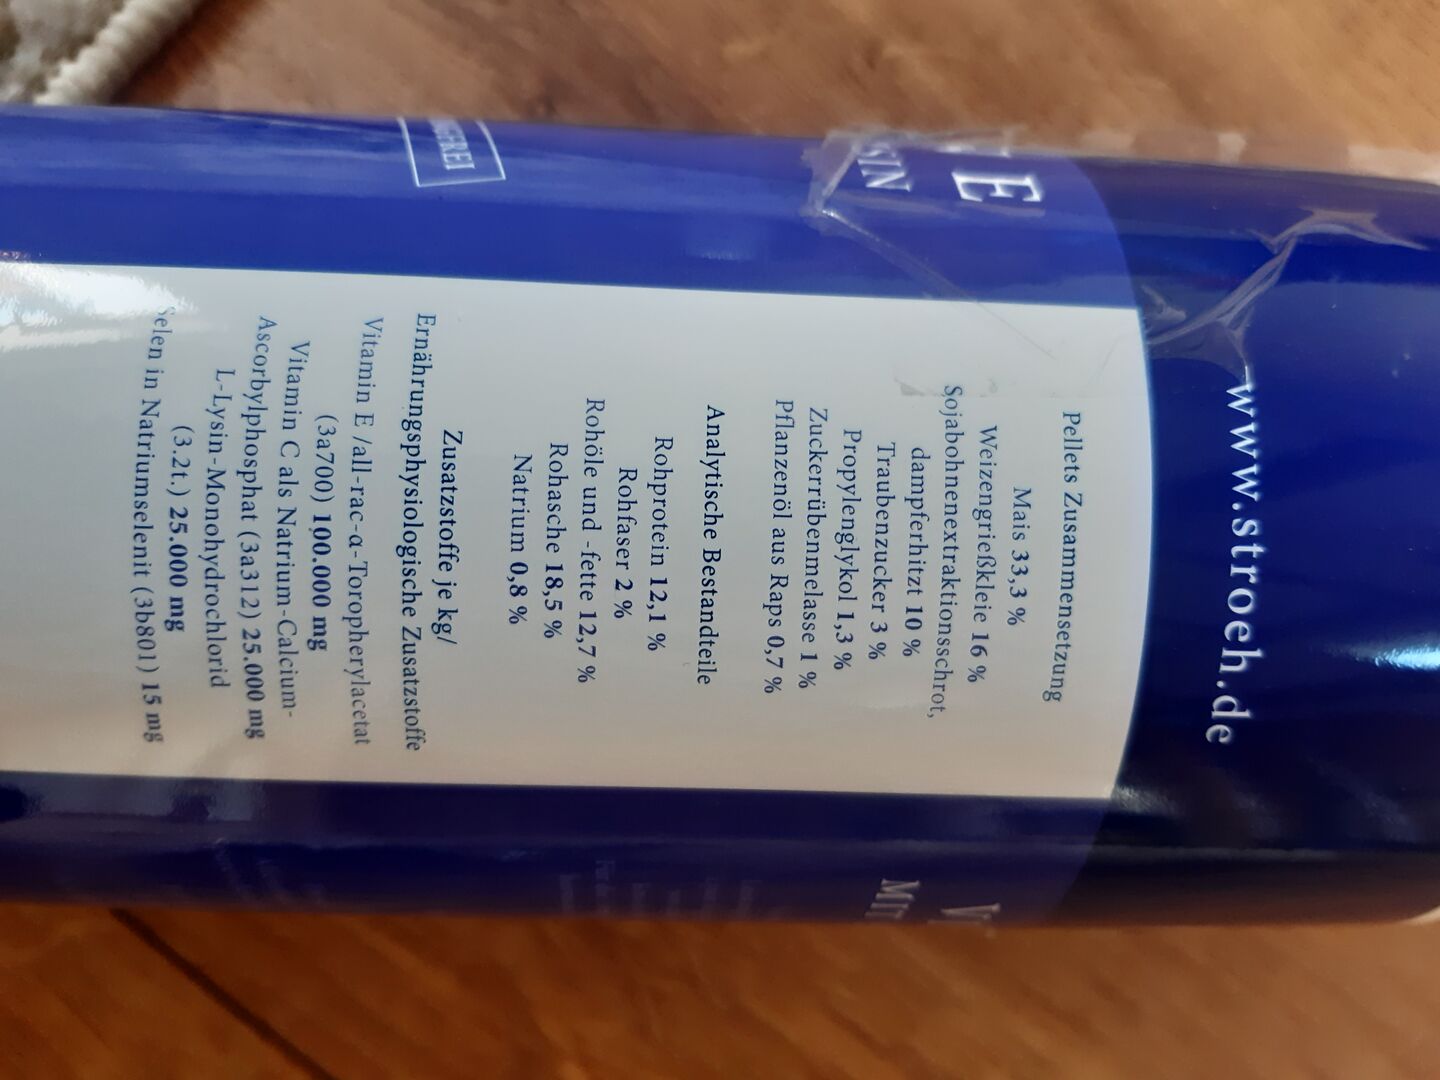 www.stroeh.de
Pellets Zusammensetzung
Mais 33,3 %
Weizengrießkleie 16 %
Sojabohnenextraktionsschrot,
dampferhitzt 10 %
Traubenzucker 3 %
Propylenglykol 1,3 %
Zuckerrübenmelasse 1 %
Pflanzenöl aus Raps 0,7 %
Analytische Bestandteile
Rohprotein 12,1 %
Rohfaser 2 %
Rohöle und -fette 12,7 %
Rohasche 18,5 %
Natrium 0,8 %
Zusatzstoffe je kg/
Ernährungsphysiologische Zusatzstoffe
Vitamin E /all-rac-α-Toropherylacetat
(3a700) 100.000 mg
Vitamin C als Natrium-Calcium-
Ascorbylphosphat (3a312) 25.000 mg
L-Lysin-Monohydrochlorid
(3.2t.) 25.000 mg
Selen in Natriumselenit (3b801) 15 mg